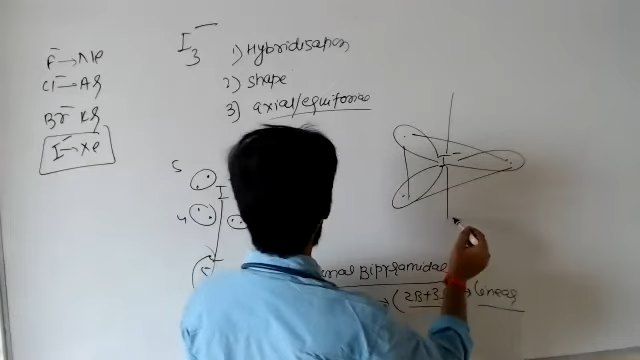 I3⁻
1) Hybridisation
2) Shape
3) axial/equitorial
F⁻→Ne
Cl⁻→Ar
Br⁻ Kr
I⁻→Xe
5
I
4
I
Bipyramidal
(2B+3 → Linear